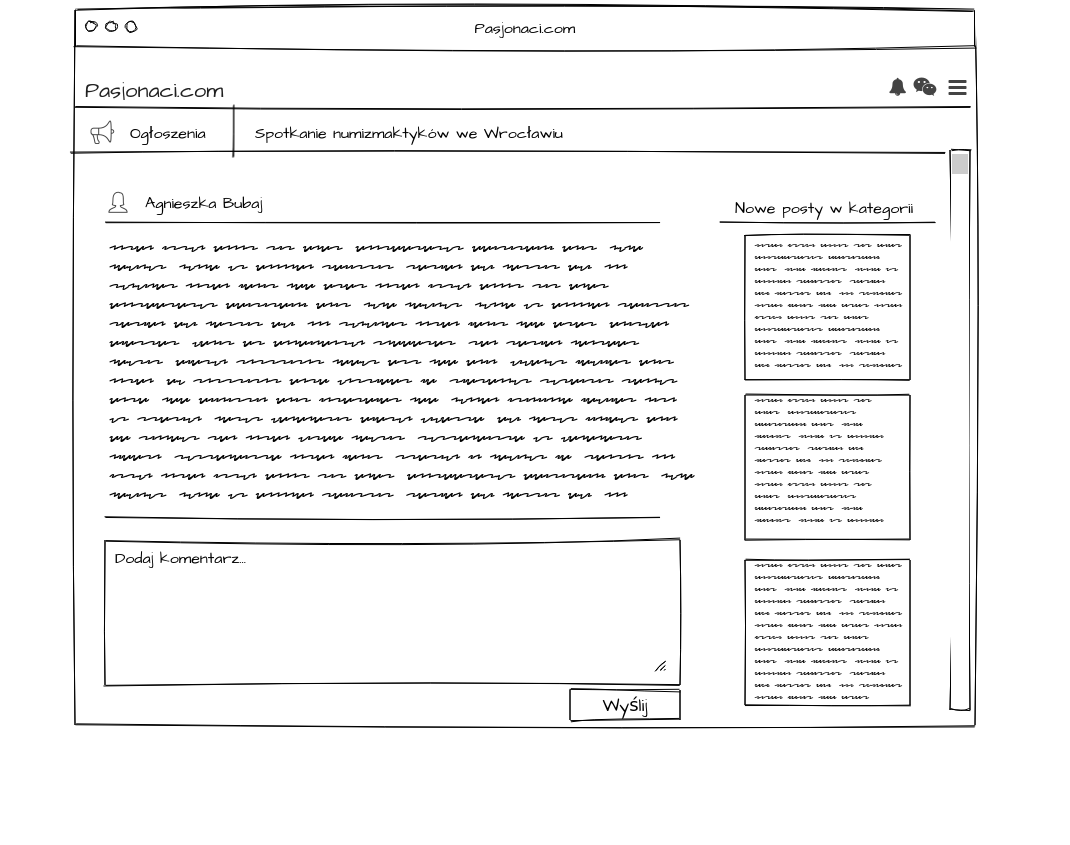 Pasjonaci.com
Pasjonaci.com
Ogłoszenia
Spotkanie numizmaktyków we Wrocławiu
Agnieszka Bubaj
Nowe posty w kategorii
Dodaj komentarz...
Wyślij